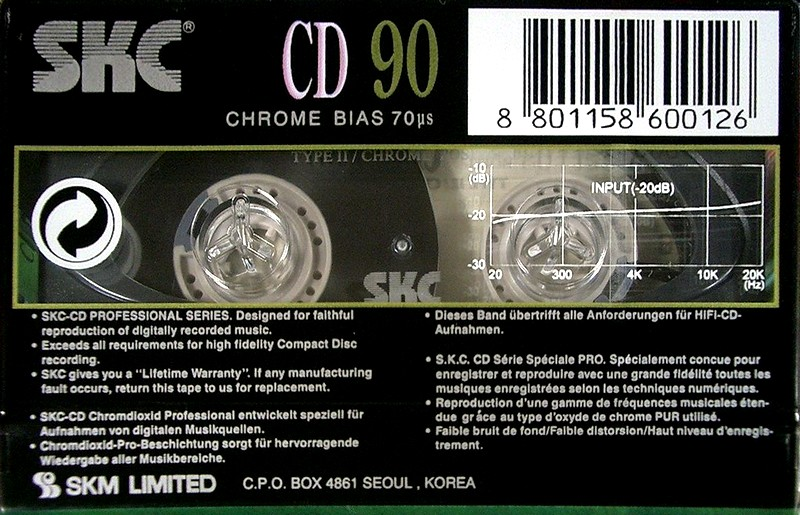 SKC®
CD 90
CHROME BIAS 70µs
8 801158 600126
TYPE II / CHROME
-10
(dB)
INPUT(-20dB)
-20
-30
20 300 4K 10K 20K
(Hz)
SKC
• SKC-CD PROFESSIONAL SERIES. Designed for faithful
reproduction of digitally recorded music.
• Exceeds all requirements for high fidelity Compact Disc
recording.
• SKC gives you a "Lifetime Warranty". If any manufacturing
fault occurs, return this tape to us for replacement.
• SKC-CD Chromdioxid Professional entwickelt speziell für
Aufnahmen von digitalen Musikquellen.
• Chromdioxid-Pro-Beschichtung sorgt für hervorragende
Wiedergabe aller Musikbereiche.
• Dieses Band übertrifft alle Anforderungen für HIFI-CD-
Aufnahmen.
• S.K.C. CD Série Spéciale PRO. Spécialement concue pour
enregistrer et reproduire avec une grande fidélité toutes les
musiques enregistrées selon les techniques numériques.
• Reproduction d'une gamme de fréquences musicales éten-
due grâce au type d'oxyde de chrome PUR utilisé.
• Faible bruit de fond/Faible distorsion/Haut niveau d'enregis-
trement.
SKM LIMITED C.P.O. BOX 4861 SEOUL , KOREA